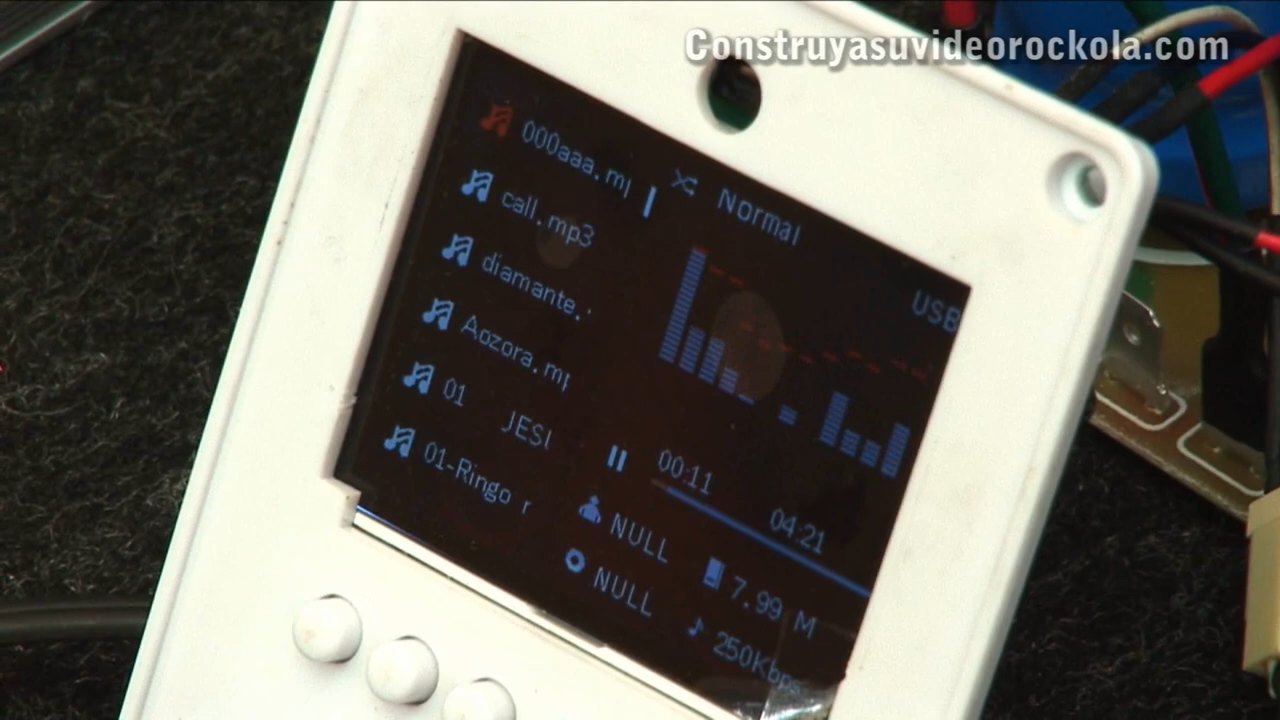 Construyasuvideorockola.com
000aaa.mp
call.mp3
diamante.
Aozora.mp
01 JESI
01-Ringo r
Normal
USB
00:11
04:21
NULL
7.99 M
NULL
250Kbps